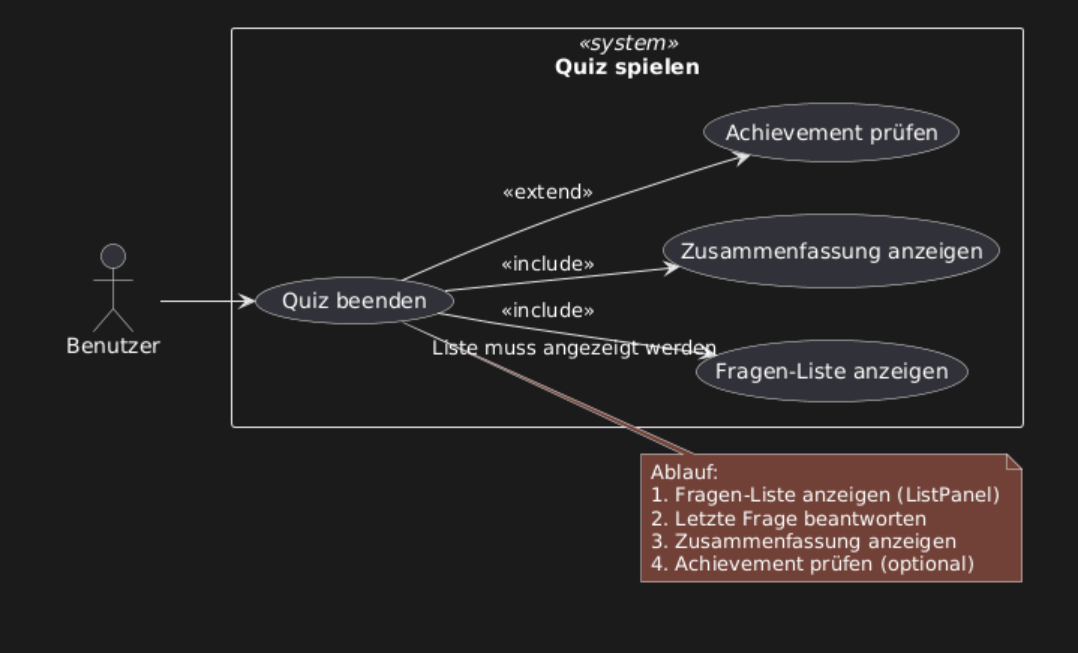 «system»
Quiz spielen
Achievement prüfen
«extend»
Zusammenfassung anzeigen
«include»
Quiz beenden
«include»
Benutzer
Liste muss angezeigt werden
Fragen-Liste anzeigen
Ablauf:
1. Fragen-Liste anzeigen (ListPanel)
2. Letzte Frage beantworten
3. Zusammenfassung anzeigen
4. Achievement prüfen (optional)